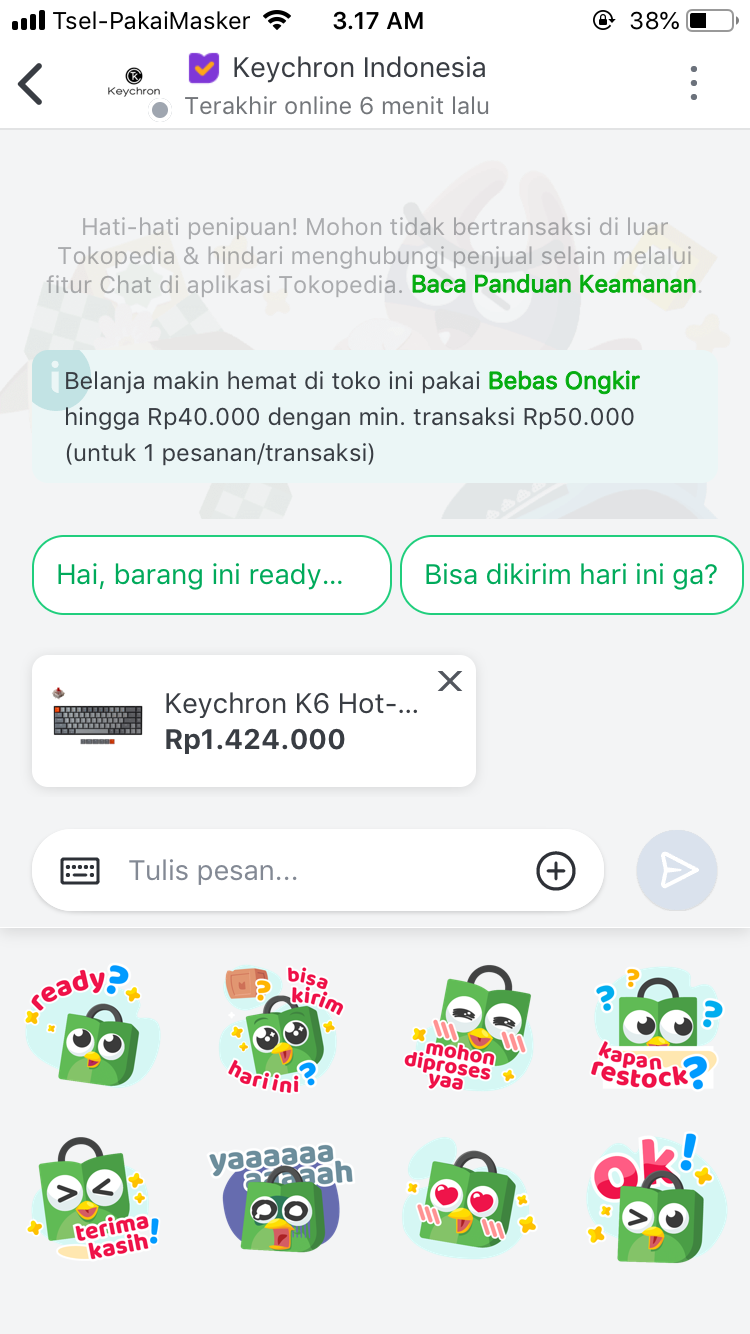 Tsel-PakaiMasker 3.17 AM 38%
Keychron Indonesia
Keychron
Terakhir online 6 menit lalu
Hati-hati penipuan! Mohon tidak bertransaksi di luar
Tokopedia & hindari menghubungi penjual selain melalui
fitur Chat di aplikasi Tokopedia. Baca Panduan Keamanan.
Belanja makin hemat di toko ini pakai Bebas Ongkir
hingga Rp40.000 dengan min. transaksi Rp50.000
(untuk 1 pesanan/transaksi)
Hai, barang ini ready...
Bisa dikirim hari ini ga?
Keychron K6 Hot-...
Rp1.424.000
Tulis pesan...
ready?
bisa
kirim
hari ini?
mohon
diproses
yaa
kapan
restock?
terima
kasih!
yaaaaaa
aaaaaah
ok!